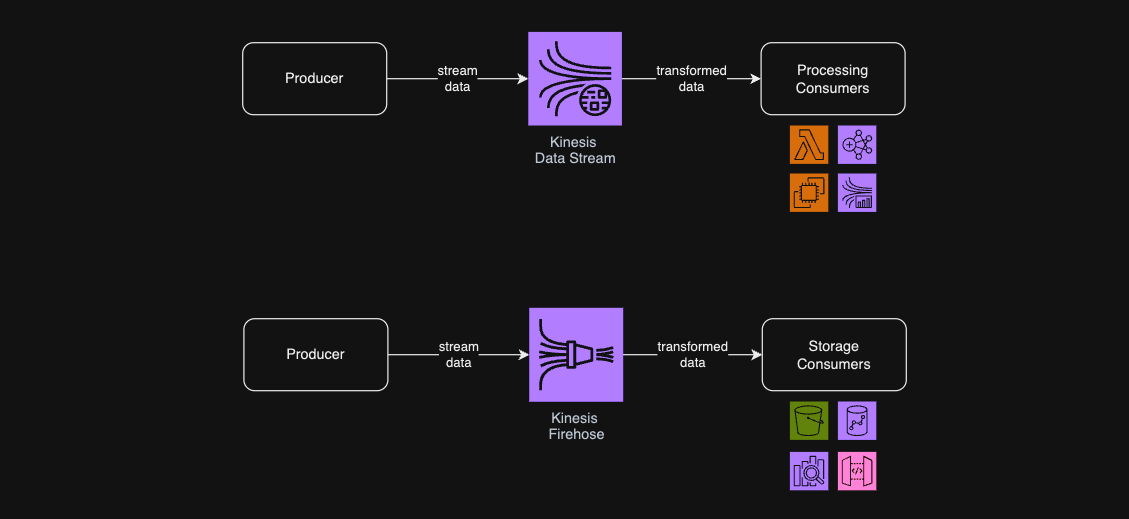 Producer
stream
data
Kinesis
Data Stream
transformed
data
Processing
Consumers
Producer
stream
data
Kinesis
Firehose
transformed
data
Storage
Consumers